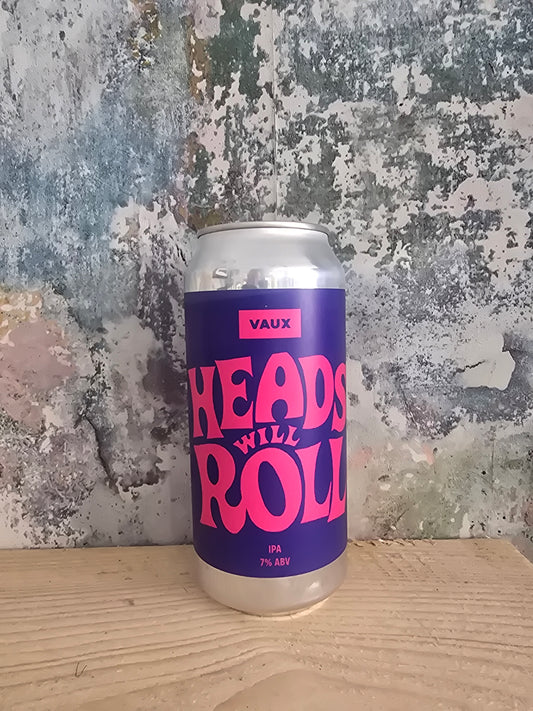 VAUX
HEADS
WILL
ROLL
IPA
7% ABV